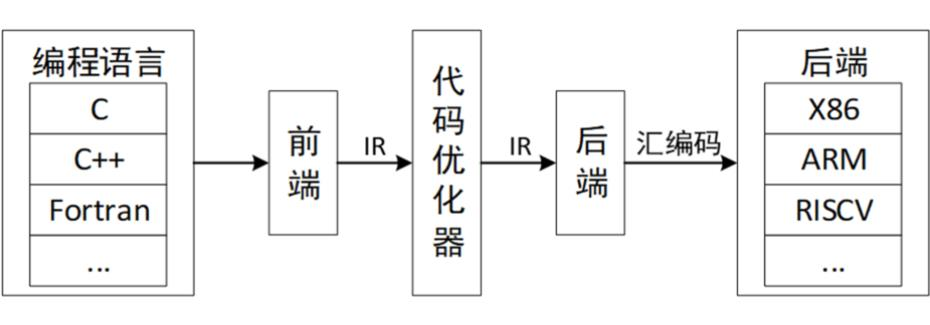 编程语言
C
C++
Fortran
...
前端
IR
代码优化器
IR
后端
汇编码
后端
X86
ARM
RISCV
...